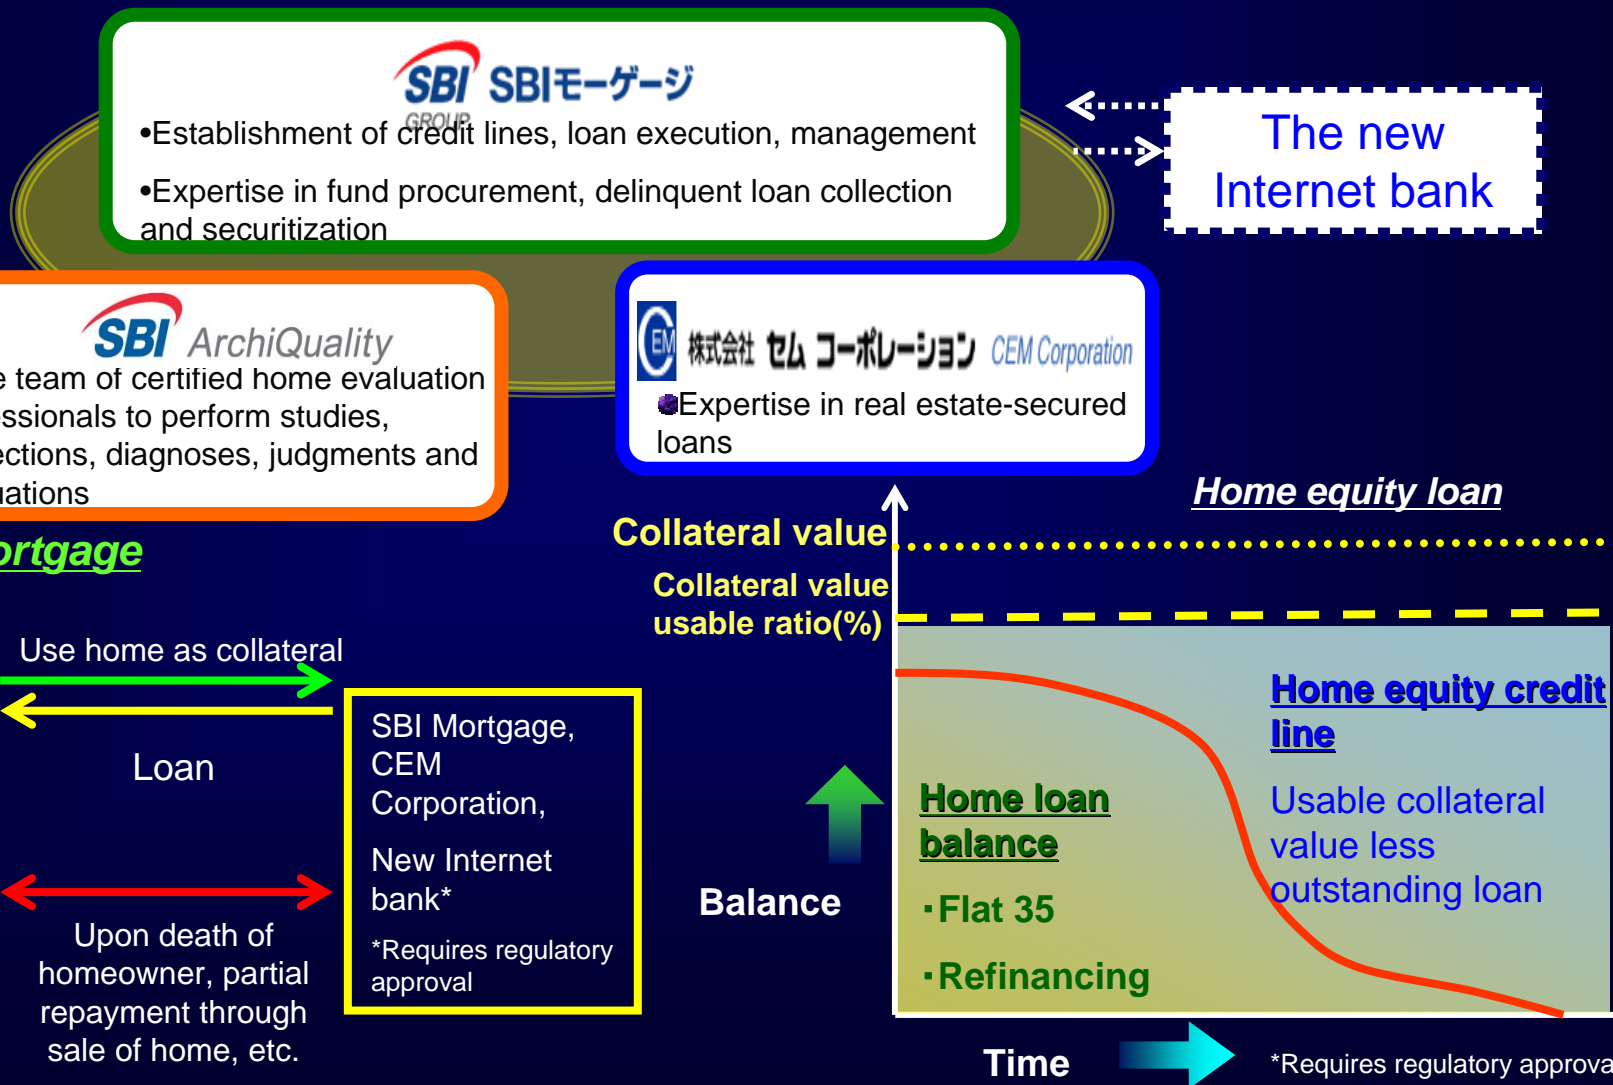 SBI SBIモーゲージ
GROUP
•Establishment of credit lines, loan execution, management
•Expertise in fund procurement, delinquent loan collection
and securitization
The new
Internet bank
SBI ArchiQuality
team of certified home evaluation
to perform studies,
diagnoses, judgments and
CEM 株式会社 セム コーポレーション CEM Corporation
Expertise in real estate-secured
loans
Home equity loan
Collateral value
Collateral value
usable ratio(%)
Use home as collateral
Loan
Upon death of
homeowner, partial
repayment through
sale of home, etc.
SBI Mortgage,
CEM
Corporation,
New Internet
bank*
*Requires regulatory
approval
Balance
Home loan
balance
・Flat 35
・Refinancing
Home equity credit
line
Usable collateral
value less
outstanding loan
Time
*Requires regulatory